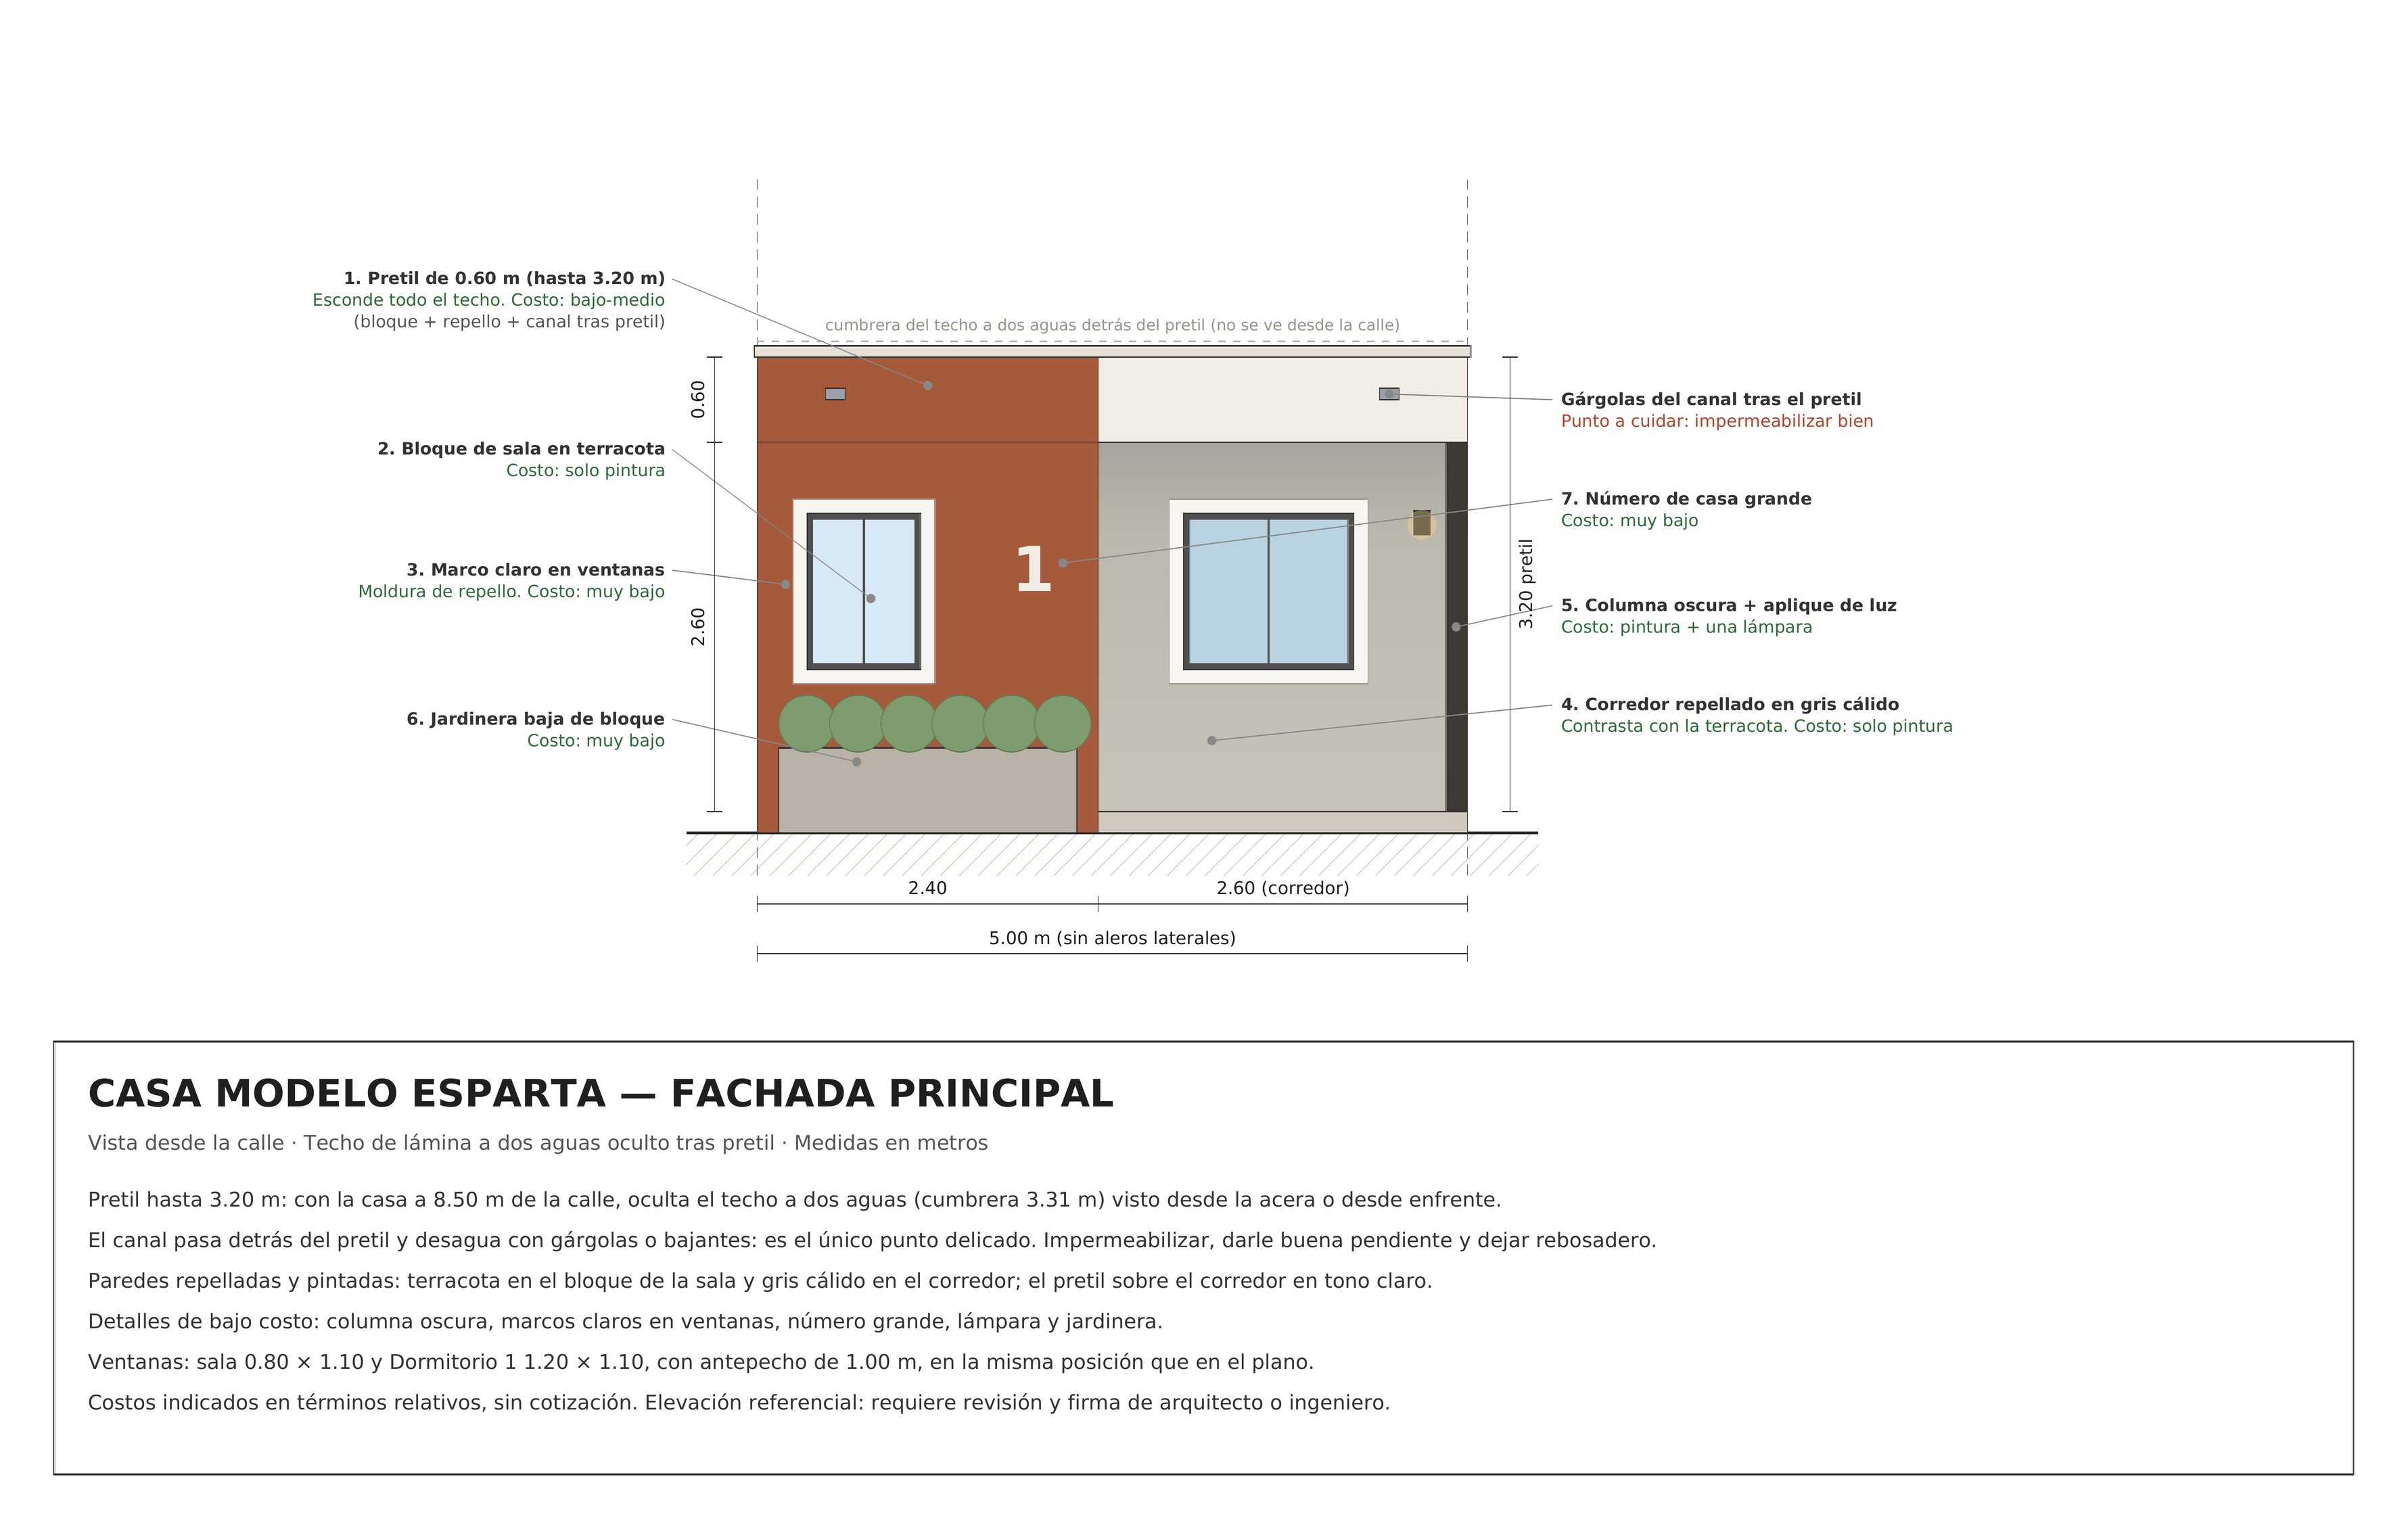 1. Pretil de 0.60 m (hasta 3.20 m)
Esconde todo el techo. Costo: bajo-medio
(bloque + repello + canal tras pretil)
cumbrera del techo a dos aguas detrás del pretil (no se ve desde la calle)
0.60
Gárgolas del canal tras el pretil
Punto a cuidar: impermeabilizar bien
2. Bloque de sala en terracota
Costo: solo pintura
7. Número de casa grande
Costo: muy bajo
3. Marco claro en ventanas
Moldura de repello. Costo: muy bajo
1
3.20 pretil
2.60
5. Columna oscura + aplique de luz
Costo: pintura + una lámpara
6. Jardinera baja de bloque
Costo: muy bajo
4. Corredor repellado en gris cálido
Contrasta con la terracota. Costo: solo pintura
2.40
2.60 (corredor)
5.00 m (sin aleros laterales)
CASA MODELO ESPARTA — FACHADA PRINCIPAL
Vista desde la calle · Techo de lámina a dos aguas oculto tras pretil · Medidas en metros
Pretil hasta 3.20 m: con la casa a 8.50 m de la calle, oculta el techo a dos aguas (cumbrera 3.31 m) visto desde la acera o desde enfrente.
El canal pasa detrás del pretil y desagua con gárgolas o bajantes: es el único punto delicado. Impermeabilizar, darle buena pendiente y dejar rebosadero.
Paredes repelladas y pintadas: terracota en el bloque de la sala y gris cálido en el corredor; el pretil sobre el corredor en tono claro.
Detalles de bajo costo: columna oscura, marcos claros en ventanas, número grande, lámpara y jardinera.
Ventanas: sala 0.80 × 1.10 y Dormitorio 1 1.20 × 1.10, con antepecho de 1.00 m, en la misma posición que en el plano.
Costos indicados en términos relativos, sin cotización. Elevación referencial: requiere revisión y firma de arquitecto o ingeniero.